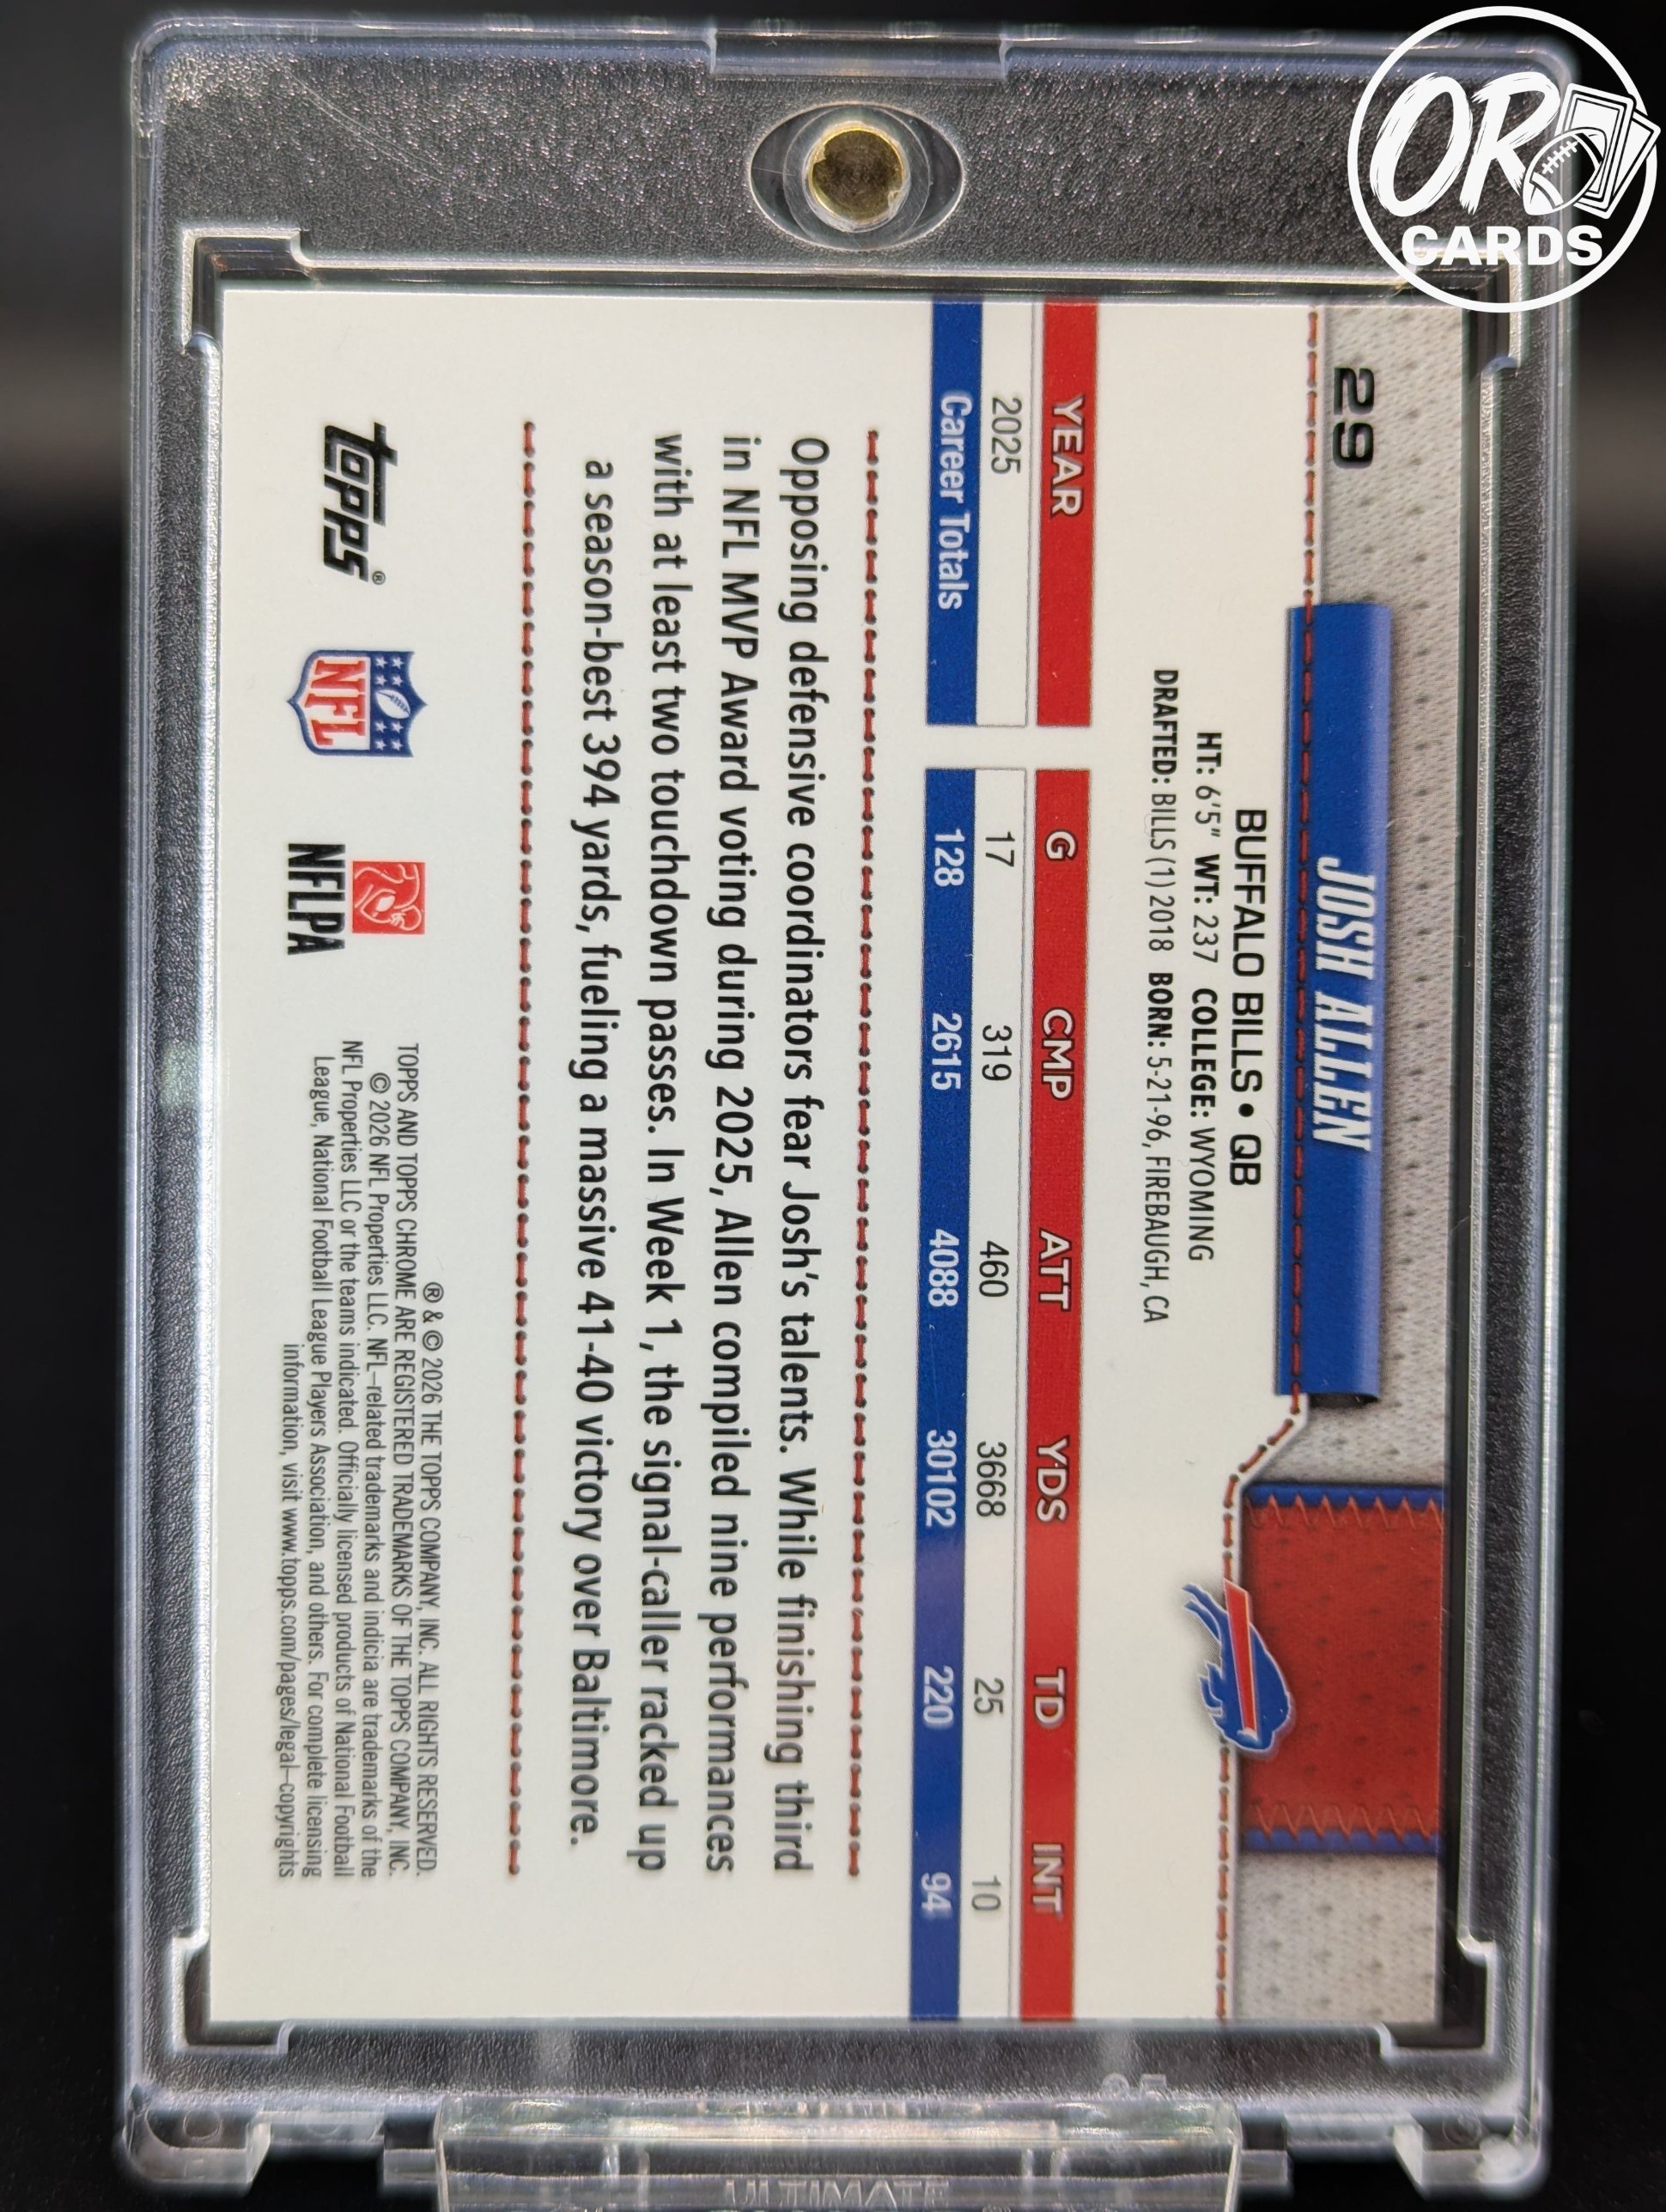 OR
CARDS
29
JOSH ALLEN
BUFFALO BILLS • QB
HT: 6'5" WT: 237 COLLEGE: WYOMING
DRAFTED: BILLS (1) 2018 BORN: 5-21-96, FIREBAUGH, CA
YEAR G CMP ATT YDS TD INT
2025 17 319 460 3668 25 10
Career Totals 128 2615 4088 30102 220 94
Opposing defensive coordinators fear Josh's talents. While finishing third
in NFL MVP Award voting during 2025, Allen compiled nine performances
with at least two touchdown passes. In Week 1, the signal-caller racked up
a season-best 394 yards, fueling a massive 41-40 victory over Baltimore.
topps®
NFL
NFLPA
® & © 2026 THE TOPPS COMPANY, INC. ALL RIGHTS RESERVED.
TOPPS AND TOPPS CHROME ARE REGISTERED TRADEMARKS OF THE TOPPS COMPANY, INC.
© 2026 NFL Properties LLC. NFL–related trademarks and indicia are trademarks of the
NFL Properties LLC or the teams indicated. Officially licensed products of National Football
League, National Football League Players Association, and others. For complete licensing
information, visit www.topps.com/pages/legal–copyrights
ULTIMATE